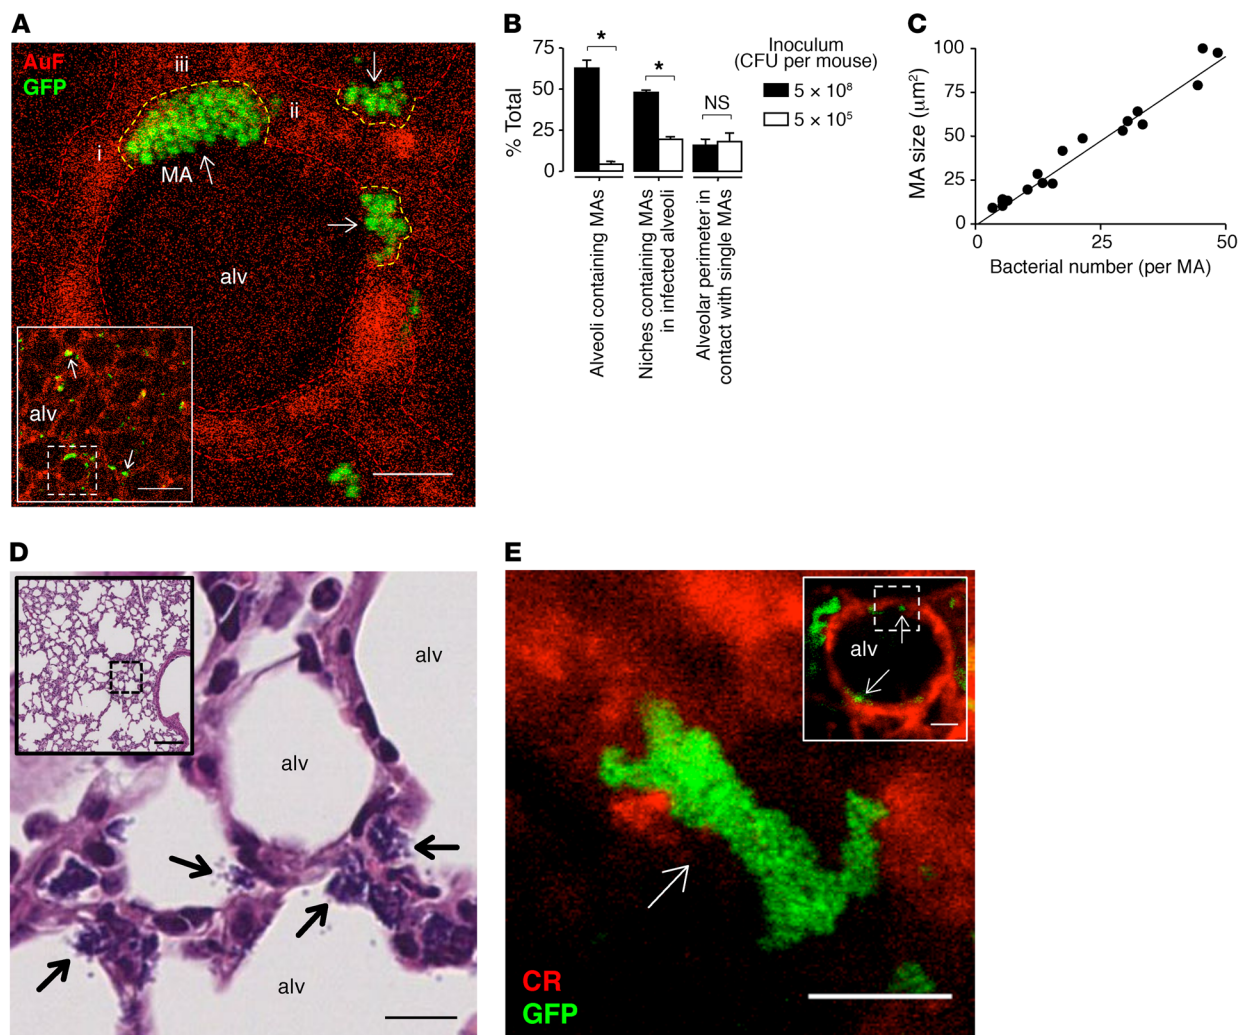 A
AuF
GFP
iii
ii
i
MA
alv
alv
B
% Total
75
50
25
0
*
*
NS
Inoculum
(CFU per mouse)
5 × 10⁸
5 × 10⁵
Alveoli containing MAs
Niches containing MAs
in infected alveoli
Alveolar perimeter in
contact with single MAs
C
MA size (μm²)
100
75
50
25
0
0
25
50
Bacterial number (per MA)
D
alv
alv
alv
E
alv
CR
GFP